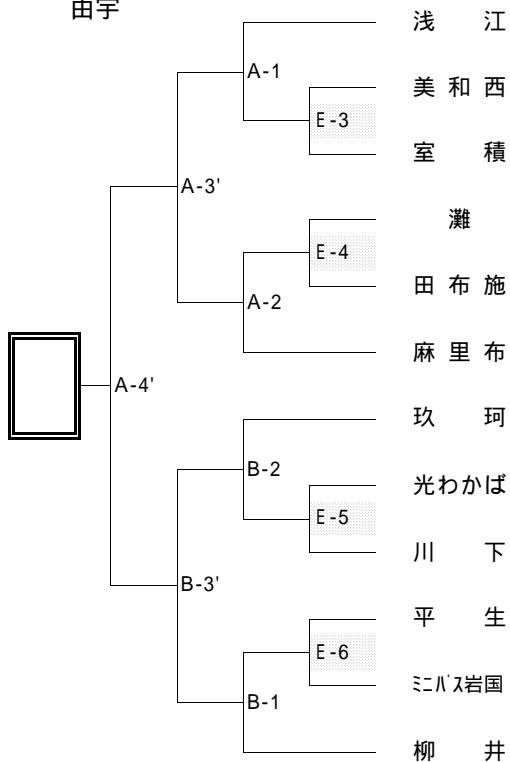 由宇
浅江
A-1
美和西
E-3
室積
A-3'
灘
E-4
田布施
A-2
麻里布
A-4'
玖珂
B-2
光わかば
E-5
川下
B-3'
平生
E-6
ﾐﾆﾊﾞｽ岩国
B-1
柳井